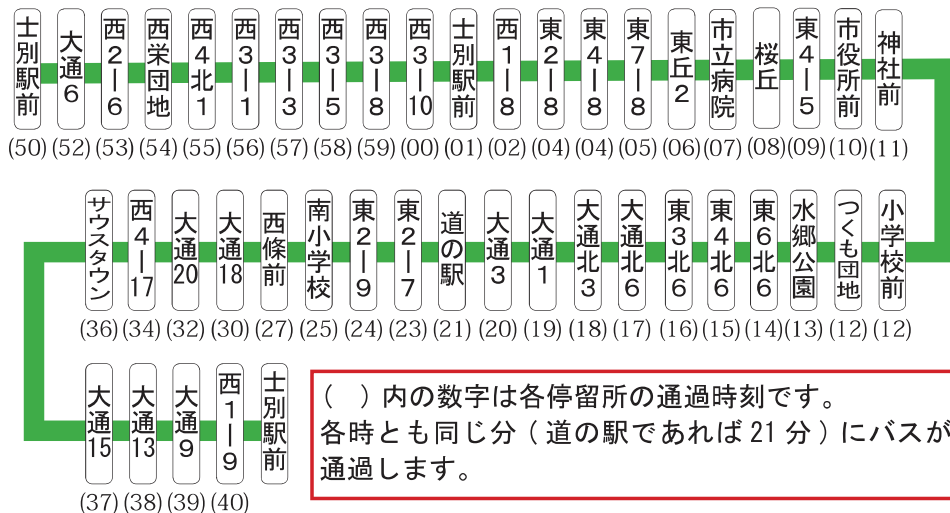 士別駅前 大通6 西2-6 西栄団地 西4北1 西3-1 西3-3 西3-5 西3-8 西3-10 士別駅前 西1-8 東2-8 東4-8 東7-8 東丘2 市立病院 桜丘 東4-5 市役所前 神社前
(50) (52) (53) (54) (55) (56) (57) (58) (59) (00) (01) (02) (04) (04) (05) (06) (07) (08) (09) (10) (11)
サウスタウン 西4-17 大通20 大通18 西條前 南小学校 東2-9 東2-7 道の駅 大通3 大通1 大通北3 大通北6 東3北6 東4北6 東6北6 水郷公園 つくも団地 小学校前
(36) (34) (32) (30) (27) (25) (24) (23) (21) (20) (19) (18) (17) (16) (15) (14) (13) (12) (12)
大通15 大通13 大通9 西1-9 士別駅前
(37) (38) (39) (40)
( )内の数字は各停留所の通過時刻です。
各時とも同じ分(道の駅であれば21分)にバスが
通過します。